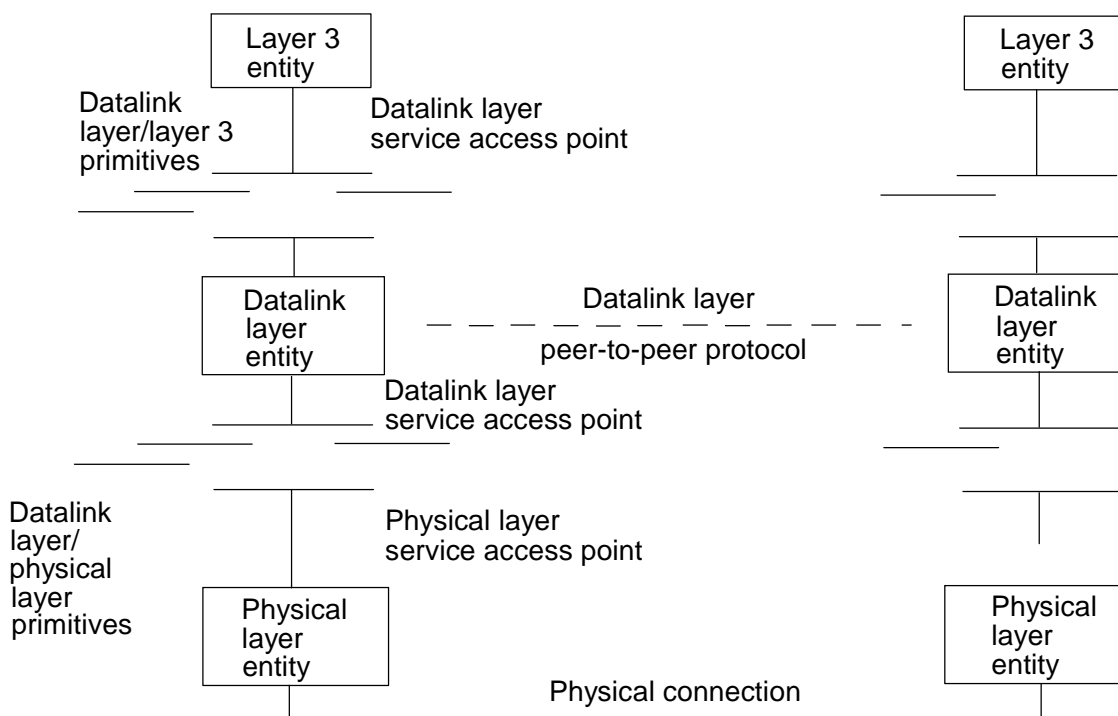 Layer 3
entity
Layer 3
entity
Datalink
layer/layer 3
primitives
Datalink layer
service access point
Datalink
layer
entity
Datalink layer
peer-to-peer protocol
Datalink
layer
entity
Datalink layer
service access point
Datalink
layer/
physical
layer
primitives
Physical layer
service access point
Physical
layer
entity
Physical connection
Physical
layer
entity